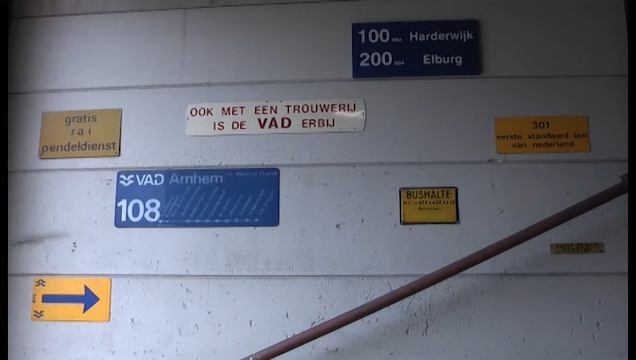 100 Harderwijk
200 Elburg
OOK MET EEN TROUWERIJ
IS DE VAD ERBIJ
gratis
r a i
pendeldienst
301
eerste standaard bus
van nederland
VAD Arnhem
108
BUSHALTE